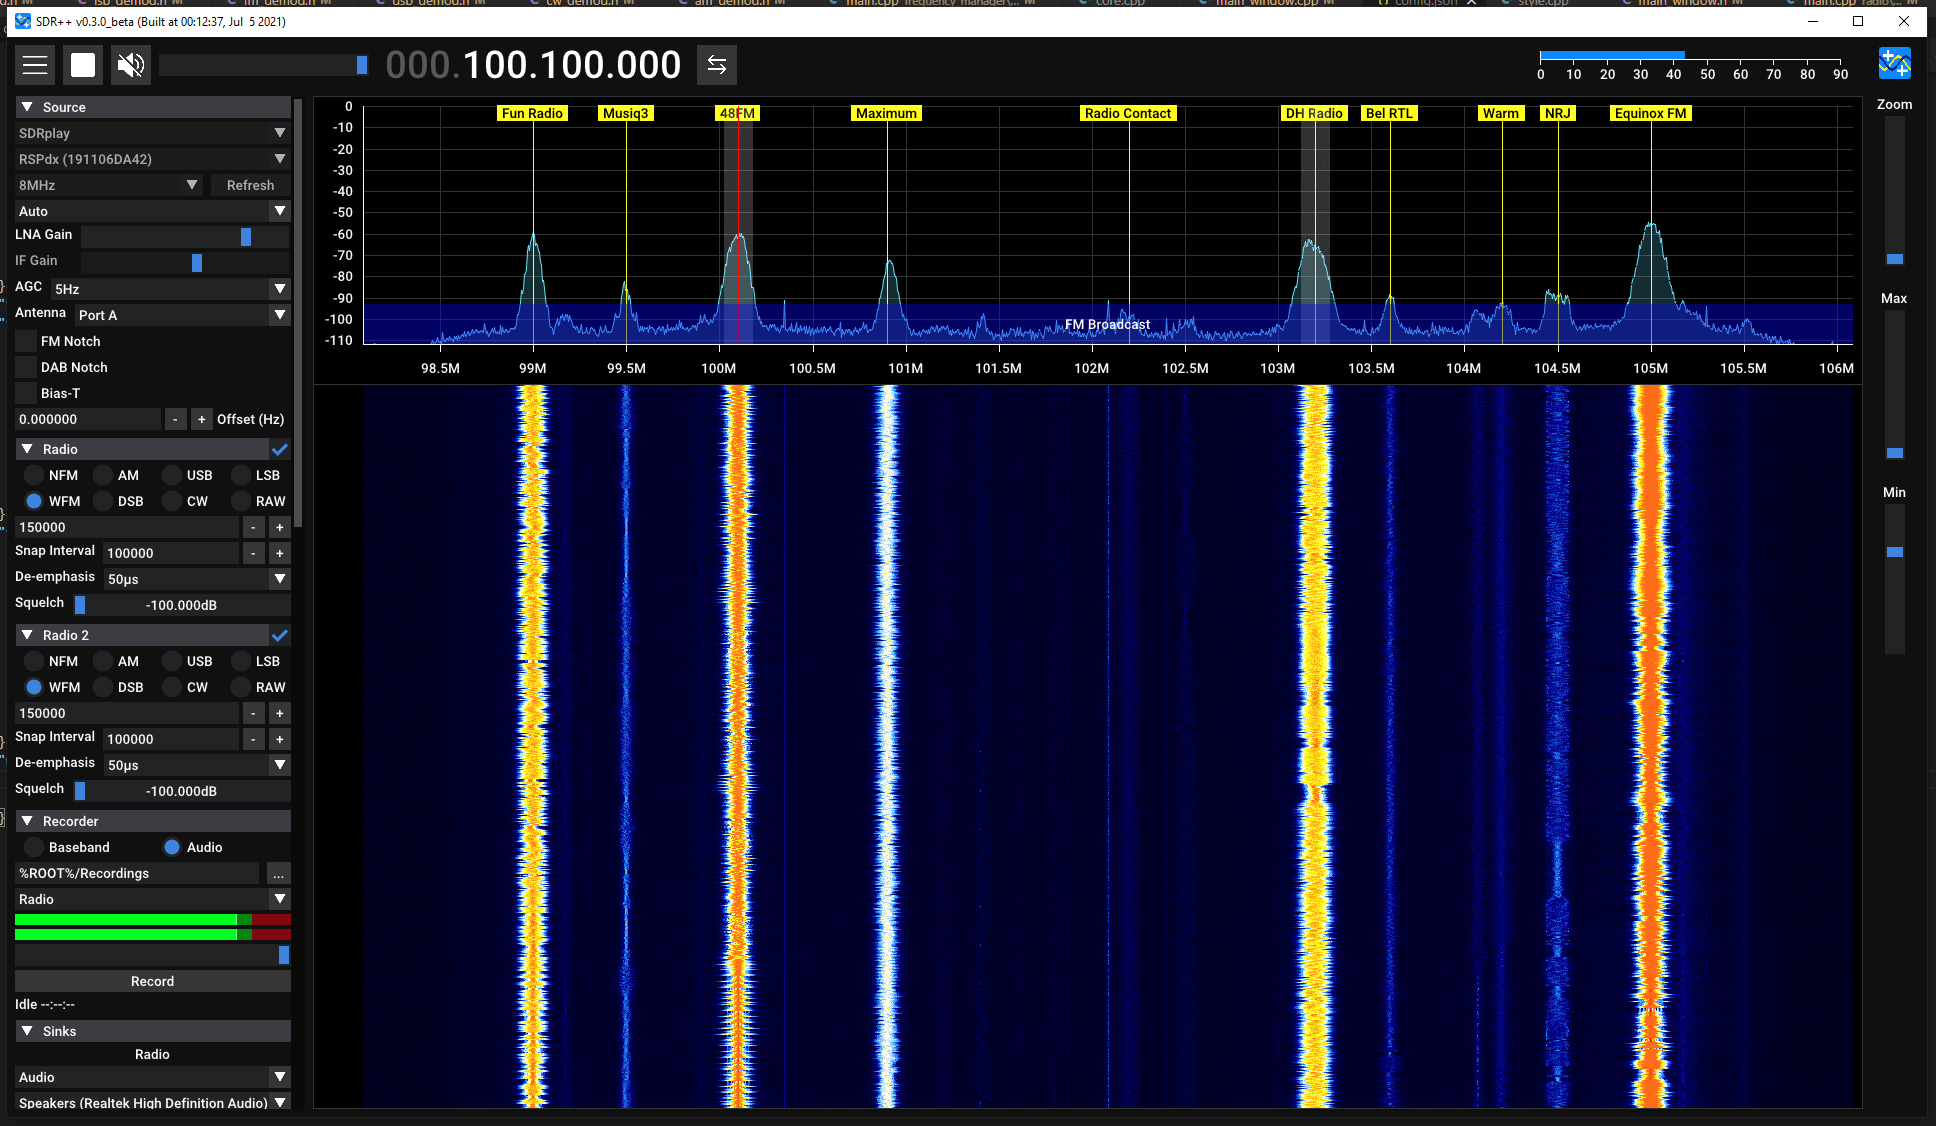 SDR++ v0.3.0_beta (Built at 00:12:37, Jul 5 2021)
000.100.100.000
0 10 20 30 40 50 60 70 80 90
Source
SDRplay
RSPdx (191106DA42)
8MHz Refresh
Auto
LNA Gain
IF Gain
AGC 5Hz
Antenna Port A
FM Notch
DAB Notch
Bias-T
0.000000 - + Offset (Hz)
Radio
NFM AM USB LSB
WFM DSB CW RAW
150000 - +
Snap Interval 100000 - +
De-emphasis 50µs
Squelch -100.000dB
Radio 2
NFM AM USB LSB
WFM DSB CW RAW
150000 - +
Snap Interval 100000 - +
De-emphasis 50µs
Squelch -100.000dB
Recorder
Baseband Audio
%ROOT%/Recordings ...
Radio
Record
Idle --:--:--
Sinks
Radio
Audio
Speakers (Realtek High Definition Audio)
Fun Radio Musiq3 48FM Maximum Radio Contact DH Radio Bel RTL Warm NRJ Equinox FM
0
-10
-20
-30
-40
-50
-60
-70
-80
-90
-100
-110
FM Broadcast
98.5M 99M 99.5M 100M 100.5M 101M 101.5M 102M 102.5M 103M 103.5M 104M 104.5M 105M 105.5M 106M
Zoom
Max
Min